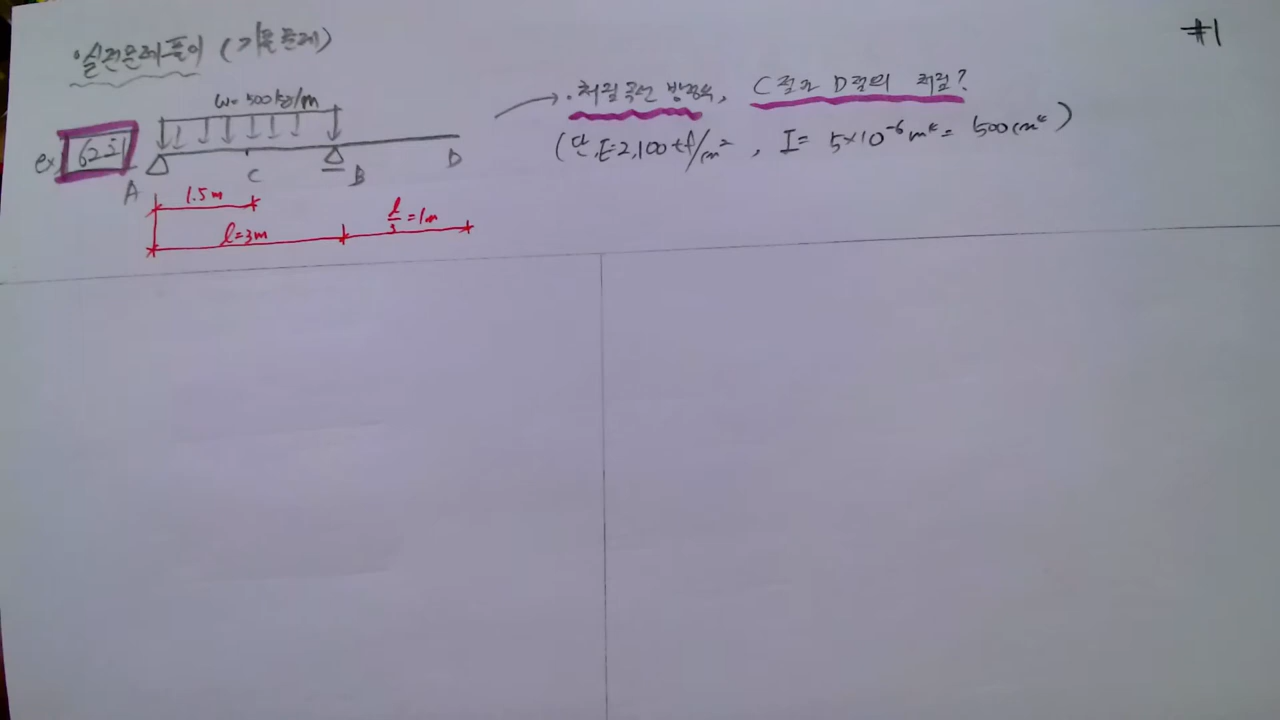 ·실전문제풀이 (기출문제) #1
ex) 62회1
w=500kg/m
A C B D
1.5m
l=3m l/3=1m
·처짐곡선 방정식, C점과 D점의 처짐?
(단, E=2,100tf/cm², I= 5×10⁻⁶m⁴= 500cm⁴)